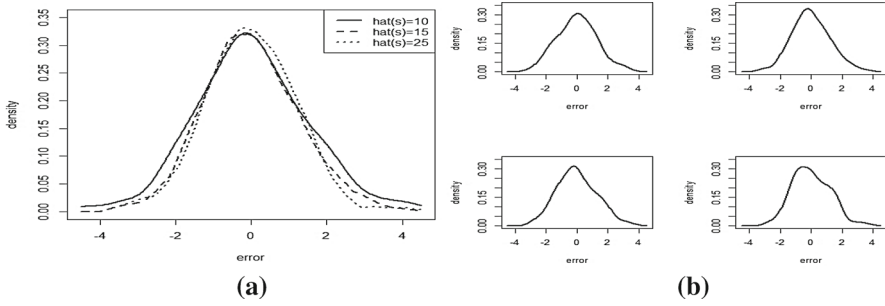 hat(s)=10
hat(s)=15
hat(s)=25
density
0.00 0.05 0.10 0.15 0.20 0.25 0.30 0.35
-4 -2 0 2 4
error
(a)
density
0.00 0.15 0.30
-4 -2 0 2 4
error
density
0.00 0.15 0.30
-4 -2 0 2 4
error
density
0.00 0.15 0.30
-4 -2 0 2 4
error
density
0.00 0.15 0.30
-4 -2 0 2 4
error
(b)